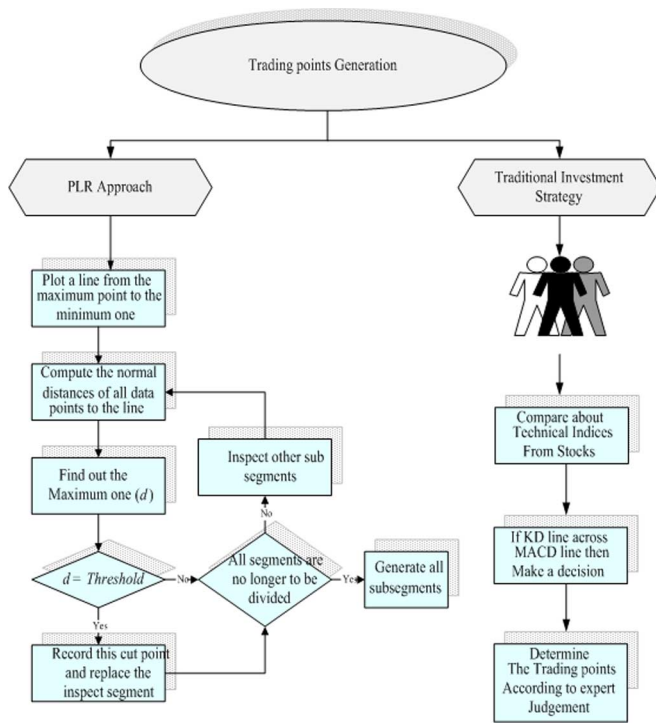 Trading points Generation
PLR Approach
Traditional Investment
Strategy
Plot a line from the
maximum point to the
minimum one
Compute the normal
distances of all data
points to the line
Find out the
Maximum one (d)
d = Threshold
No
Yes
Record this cut point
and replace the
inspect segment
Inspect other sub
segments
No
All segments are
no longer to be
divided
Yes
Generate all
subsegments
Compare about
Technical Indices
From Stocks
If KD line across
MACD line then
Make a decision
Determine
The Trading points
According to expert
Judgement